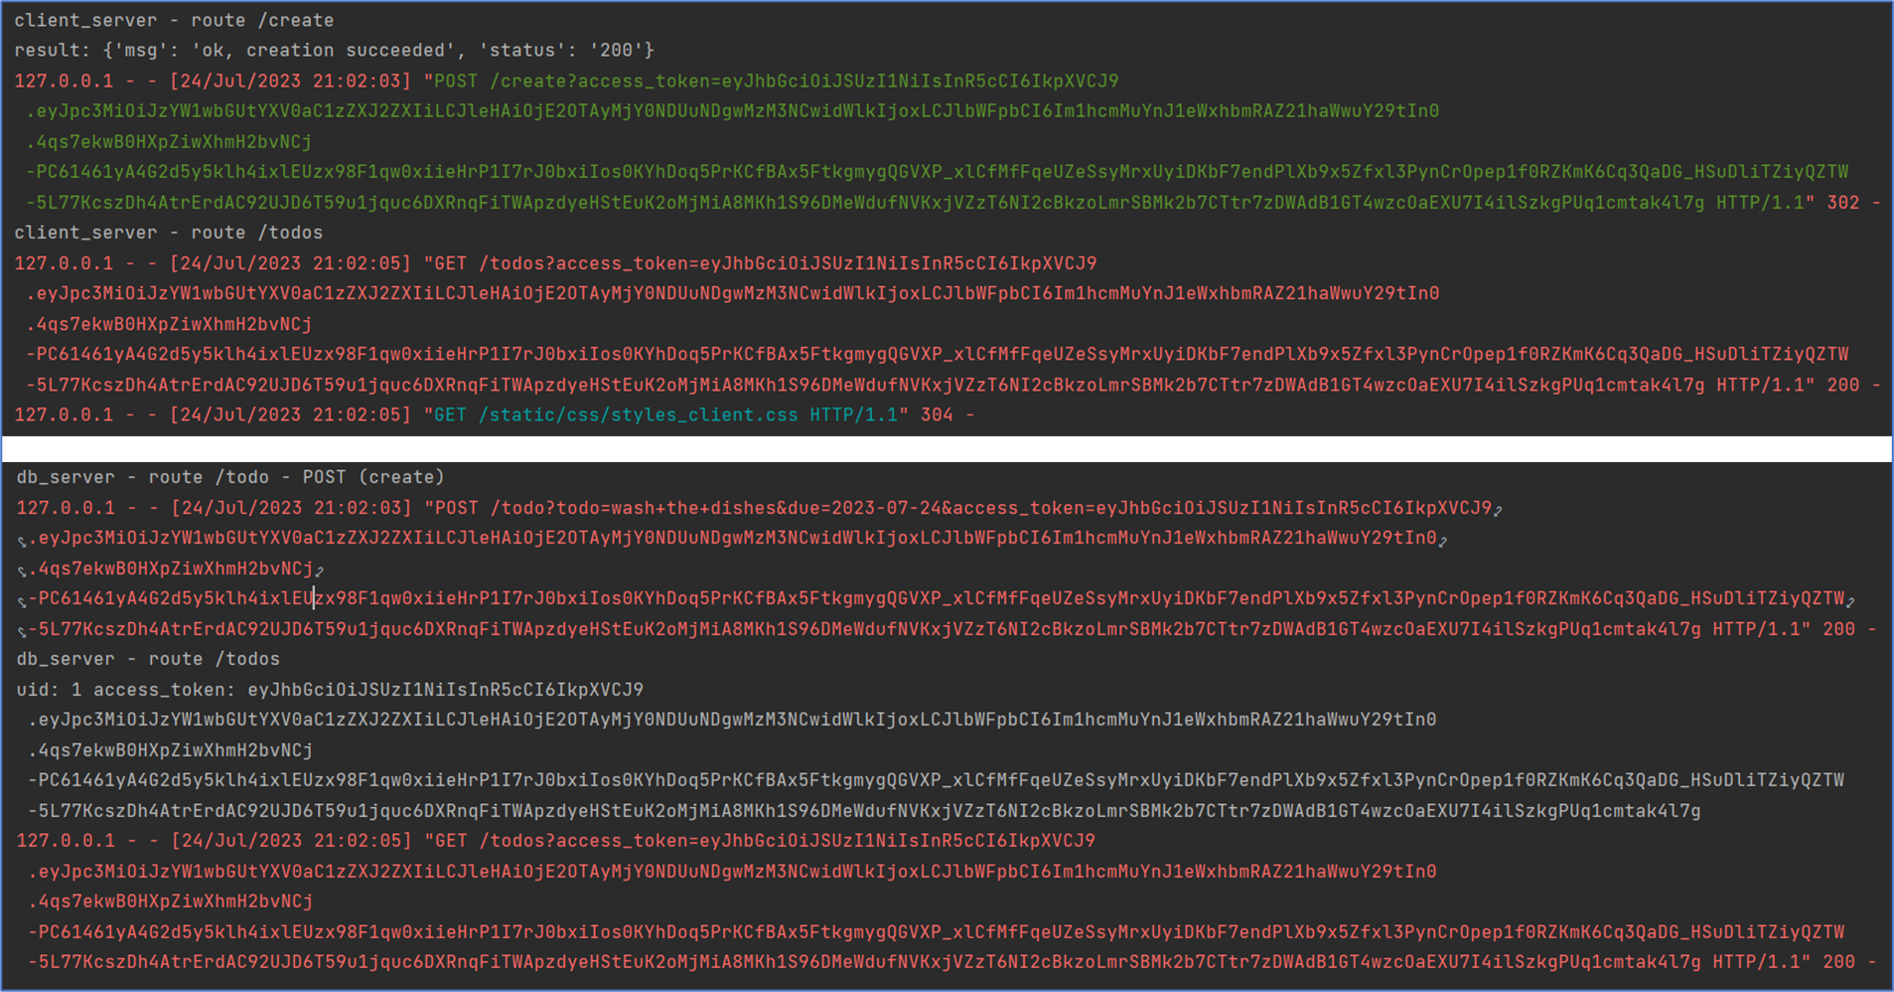 client_server - route /create
result: {'msg': 'ok, creation succeeded', 'status': '200'}
127.0.0.1 - - [24/Jul/2023 21:02:03] "POST /create?access_token=eyJhbGciOiJSUzI1NiIsInR5cCI6IkpXVCJ9
.eyJpc3MiOiJzYW1wbGUtYXV0aC1zZXJ2ZXIiLCJleHAiOjE2OTAyMjY0NDUuNDgwMzM3NCwidWlkIjoxLCJlbWFpbCI6Im1hcmMuYnJ1eWxhbmRAZ21haWwuY29tIn0
.4qs7ekwB0HXpZiwXhmH2bvNCj
-PC61461yA4G2d5y5klh4ixlEUzx98F1qw0xiieHrP1I7rJ0bxiIos0KYhDoq5PrKCfBAx5FtkgmygQGVXP_xlCfMfFqeUZeSsyMrxUyiDKbF7endPlXb9x5Zfxl3PynCrOpep1f0RZKmK6Cq3QaDG_HSuDliTZiyQZTW
-5L77KcszDh4AtrErdAC92UJD6T59u1jquc6DXRnqFiTWApzdyeHStEuK2oMjMiA8MKh1S96DMeWdufNVKxjVZzT6NI2cBkzoLmrSBMk2b7CTtr7zDWAdB1GT4wzcOaEXU7I4ilSzkgPUq1cmtak4l7g HTTP/1.1" 302 -
client_server - route /todos
127.0.0.1 - - [24/Jul/2023 21:02:05] "GET /todos?access_token=eyJhbGciOiJSUzI1NiIsInR5cCI6IkpXVCJ9
.eyJpc3MiOiJzYW1wbGUtYXV0aC1zZXJ2ZXIiLCJleHAiOjE2OTAyMjY0NDUuNDgwMzM3NCwidWlkIjoxLCJlbWFpbCI6Im1hcmMuYnJ1eWxhbmRAZ21haWwuY29tIn0
.4qs7ekwB0HXpZiwXhmH2bvNCj
-PC61461yA4G2d5y5klh4ixlEUzx98F1qw0xiieHrP1I7rJ0bxiIos0KYhDoq5PrKCfBAx5FtkgmygQGVXP_xlCfMfFqeUZeSsyMrxUyiDKbF7endPlXb9x5Zfxl3PynCrOpep1f0RZKmK6Cq3QaDG_HSuDliTZiyQZTW
-5L77KcszDh4AtrErdAC92UJD6T59u1jquc6DXRnqFiTWApzdyeHStEuK2oMjMiA8MKh1S96DMeWdufNVKxjVZzT6NI2cBkzoLmrSBMk2b7CTtr7zDWAdB1GT4wzcOaEXU7I4ilSzkgPUq1cmtak4l7g HTTP/1.1" 200 -
127.0.0.1 - - [24/Jul/2023 21:02:05] "GET /static/css/styles_client.css HTTP/1.1" 304 -
db_server - route /todo - POST (create)
127.0.0.1 - - [24/Jul/2023 21:02:03] "POST /todo?todo=wash+the+dishes&due=2023-07-24&access_token=eyJhbGciOiJSUzI1NiIsInR5cCI6IkpXVCJ9
.eyJpc3MiOiJzYW1wbGUtYXV0aC1zZXJ2ZXIiLCJleHAiOjE2OTAyMjY0NDUuNDgwMzM3NCwidWlkIjoxLCJlbWFpbCI6Im1hcmMuYnJ1eWxhbmRAZ21haWwuY29tIn0
.4qs7ekwB0HXpZiwXhmH2bvNCj
-PC61461yA4G2d5y5klh4ixlEUzx98F1qw0xiieHrP1I7rJ0bxiIos0KYhDoq5PrKCfBAx5FtkgmygQGVXP_xlCfMfFqeUZeSsyMrxUyiDKbF7endPlXb9x5Zfxl3PynCrOpep1f0RZKmK6Cq3QaDG_HSuDliTZiyQZTW
-5L77KcszDh4AtrErdAC92UJD6T59u1jquc6DXRnqFiTWApzdyeHStEuK2oMjMiA8MKh1S96DMeWdufNVKxjVZzT6NI2cBkzoLmrSBMk2b7CTtr7zDWAdB1GT4wzcOaEXU7I4ilSzkgPUq1cmtak4l7g HTTP/1.1" 200 -
db_server - route /todos
uid: 1 access_token: eyJhbGciOiJSUzI1NiIsInR5cCI6IkpXVCJ9
.eyJpc3MiOiJzYW1wbGUtYXV0aC1zZXJ2ZXIiLCJleHAiOjE2OTAyMjY0NDUuNDgwMzM3NCwidWlkIjoxLCJlbWFpbCI6Im1hcmMuYnJ1eWxhbmRAZ21haWwuY29tIn0
.4qs7ekwB0HXpZiwXhmH2bvNCj
-PC61461yA4G2d5y5klh4ixlEUzx98F1qw0xiieHrP1I7rJ0bxiIos0KYhDoq5PrKCfBAx5FtkgmygQGVXP_xlCfMfFqeUZeSsyMrxUyiDKbF7endPlXb9x5Zfxl3PynCrOpep1f0RZKmK6Cq3QaDG_HSuDliTZiyQZTW
-5L77KcszDh4AtrErdAC92UJD6T59u1jquc6DXRnqFiTWApzdyeHStEuK2oMjMiA8MKh1S96DMeWdufNVKxjVZzT6NI2cBkzoLmrSBMk2b7CTtr7zDWAdB1GT4wzcOaEXU7I4ilSzkgPUq1cmtak4l7g
127.0.0.1 - - [24/Jul/2023 21:02:05] "GET /todos?access_token=eyJhbGciOiJSUzI1NiIsInR5cCI6IkpXVCJ9
.eyJpc3MiOiJzYW1wbGUtYXV0aC1zZXJ2ZXIiLCJleHAiOjE2OTAyMjY0NDUuNDgwMzM3NCwidWlkIjoxLCJlbWFpbCI6Im1hcmMuYnJ1eWxhbmRAZ21haWwuY29tIn0
.4qs7ekwB0HXpZiwXhmH2bvNCj
-PC61461yA4G2d5y5klh4ixlEUzx98F1qw0xiieHrP1I7rJ0bxiIos0KYhDoq5PrKCfBAx5FtkgmygQGVXP_xlCfMfFqeUZeSsyMrxUyiDKbF7endPlXb9x5Zfxl3PynCrOpep1f0RZKmK6Cq3QaDG_HSuDliTZiyQZTW
-5L77KcszDh4AtrErdAC92UJD6T59u1jquc6DXRnqFiTWApzdyeHStEuK2oMjMiA8MKh1S96DMeWdufNVKxjVZzT6NI2cBkzoLmrSBMk2b7CTtr7zDWAdB1GT4wzcOaEXU7I4ilSzkgPUq1cmtak4l7g HTTP/1.1" 200 -